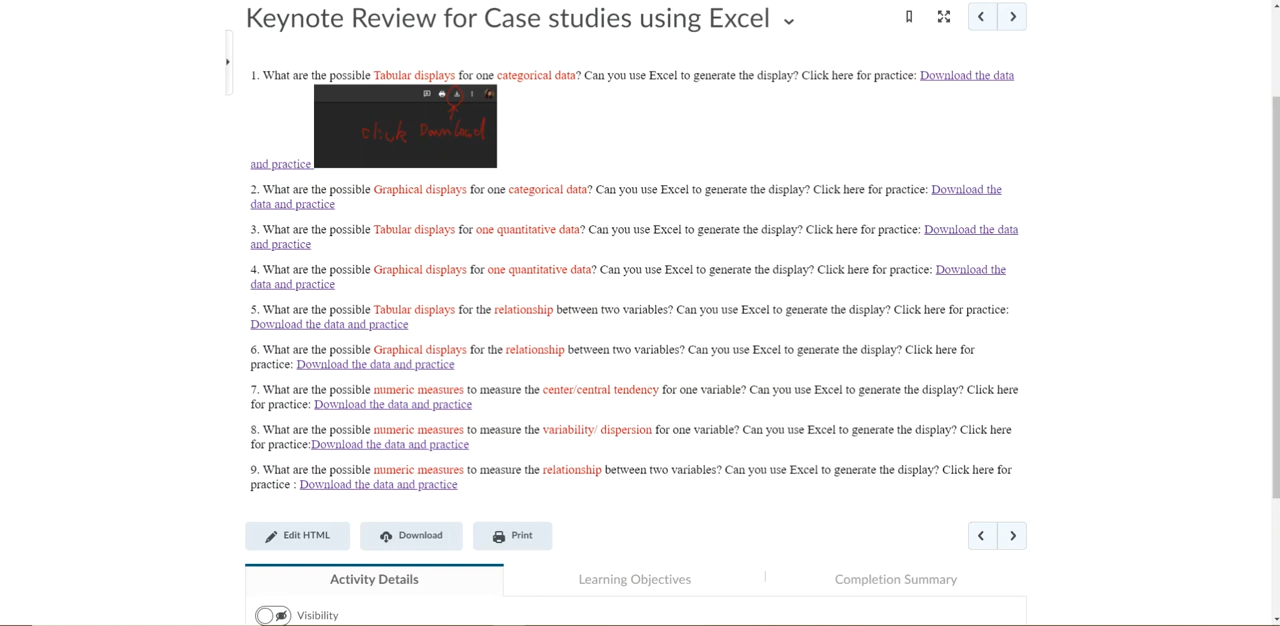 Keynote Review for Case studies using Excel
1. What are the possible Tabular displays for one categorical data? Can you use Excel to generate the display? Click here for practice: Download the data
click Download
and practice
2. What are the possible Graphical displays for one categorical data? Can you use Excel to generate the display? Click here for practice: Download the
data and practice
3. What are the possible Tabular displays for one quantitative data? Can you use Excel to generate the display? Click here for practice: Download the data
and practice
4. What are the possible Graphical displays for one quantitative data? Can you use Excel to generate the display? Click here for practice: Download the
data and practice
5. What are the possible Tabular displays for the relationship between two variables? Can you use Excel to generate the display? Click here for practice:
Download the data and practice
6. What are the possible Graphical displays for the relationship between two variables? Can you use Excel to generate the display? Click here for
practice: Download the data and practice
7. What are the possible numeric measures to measure the center/central tendency for one variable? Can you use Excel to generate the display? Click here
for practice: Download the data and practice
8. What are the possible numeric measures to measure the variability/ dispersion for one variable? Can you use Excel to generate the display? Click here
for practice:Download the data and practice
9. What are the possible numeric measures to measure the relationship between two variables? Can you use Excel to generate the display? Click here for
practice : Download the data and practice
Edit HTML Download Print
Activity Details Learning Objectives Completion Summary
Visibility